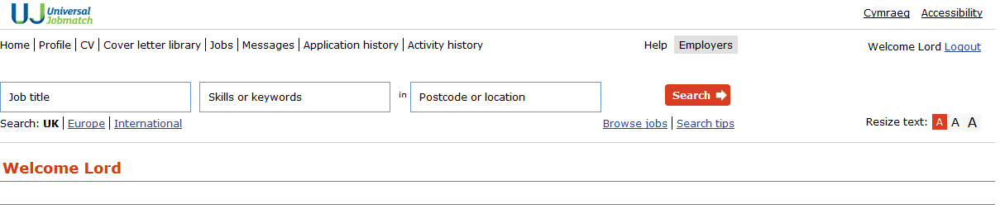 UJ Universal Jobmatch
Cymraeg Accessibility
Home Profile CV Cover letter library Jobs Messages Application history Activity history Help Employers Welcome Lord Logout
Job title Skills or keywords in Postcode or location Search
Search: UK Europe International Browse jobs Search tips Resize text: A A A
Welcome Lord